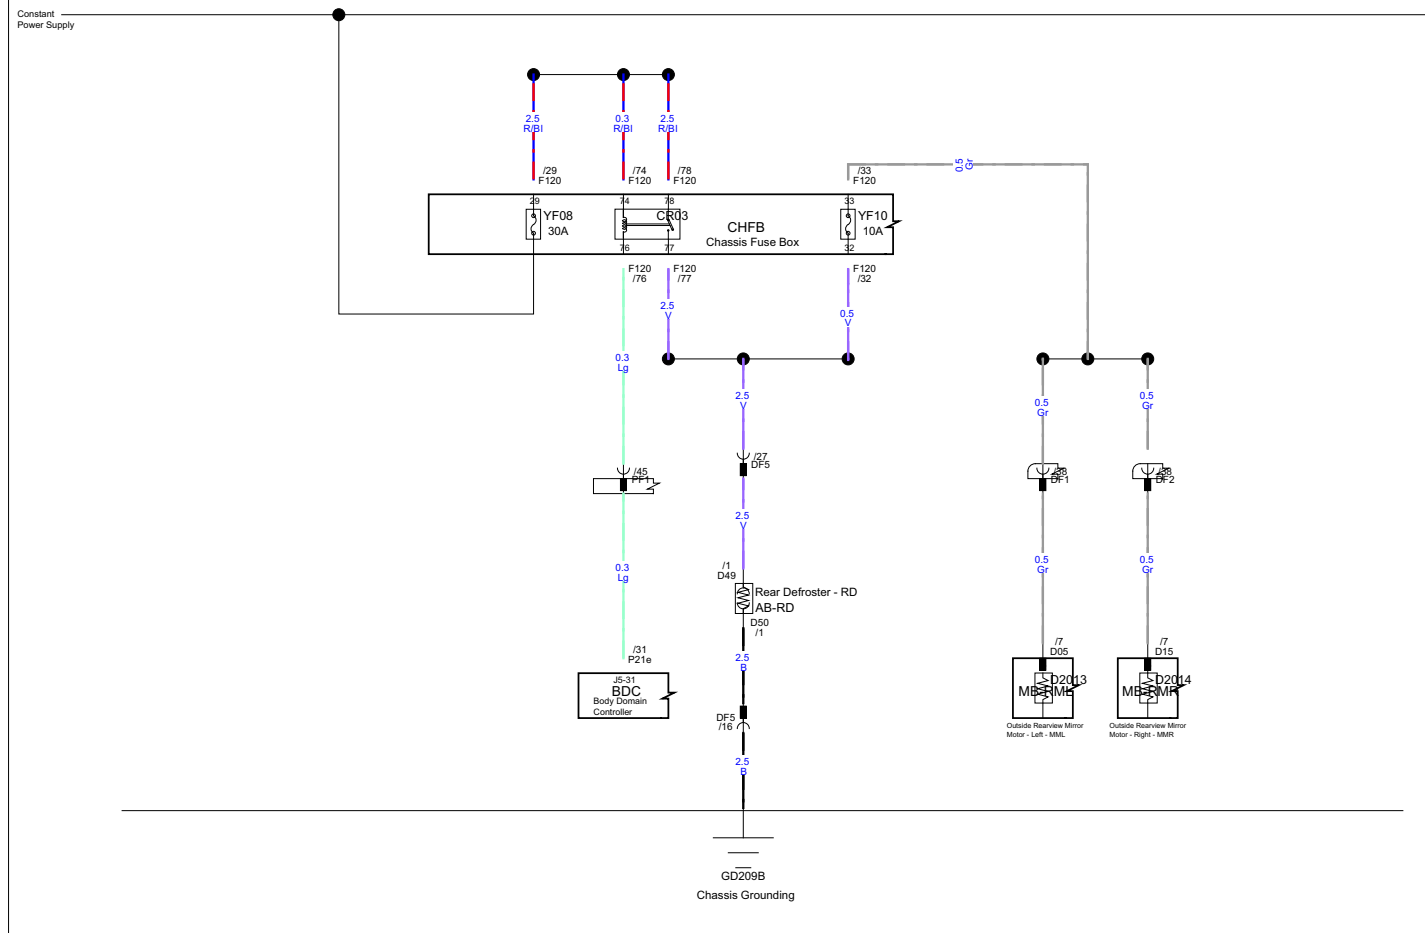 Constant
Power Supply
2.5
R/Bl
0.3
R/Bl
2.5
R/Bl
/29
F120
/74
F120
/78
F120
/33
F120
0.5
Gr
29
74
78
33
YF08
30A
CR03
CHFB
Chassis Fuse Box
YF10
10A
76
77
32
F120
/76
F120
/77
F120
/32
2.5
V
0.5
V
0.3
Lg
2.5
V
0.5
Gr
0.5
Gr
/45
PF1
/27
DF5
/38
DF1
/38
DF2
2.5
V
0.3
Lg
0.5
Gr
0.5
Gr
/1
D49
Rear Defroster - RD
AB-RD
D50
/1
/31
P21e
2.5
B
/7
D05
/7
D15
J5-31
BDC
Body Domain
Controller
D2013
MB-RML
D2014
MB-RMR
DF5
/16
Outside Rearview Mirror
Motor - Left - MML
Outside Rearview Mirror
Motor - Right - MMR
2.5
B
GD209B
Chassis Grounding